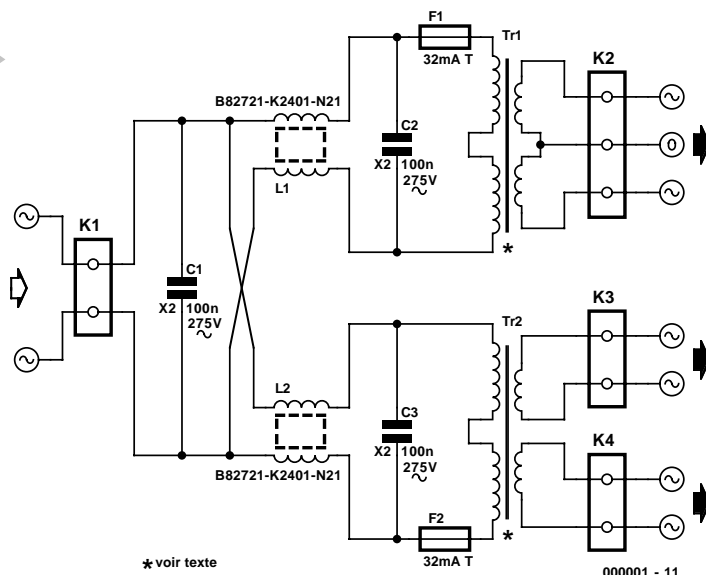 F1
Tr1
32mA T
K2
B82721-K2401-N21
C2
X2 100n
275V
0
L1
K1
*
C1
X2 100n
275V
Tr2
K3
L2
C3
X2 100n
275V
K4
B82721-K2401-N21
F2
*
32mA T
* voir texte
000001 - 11